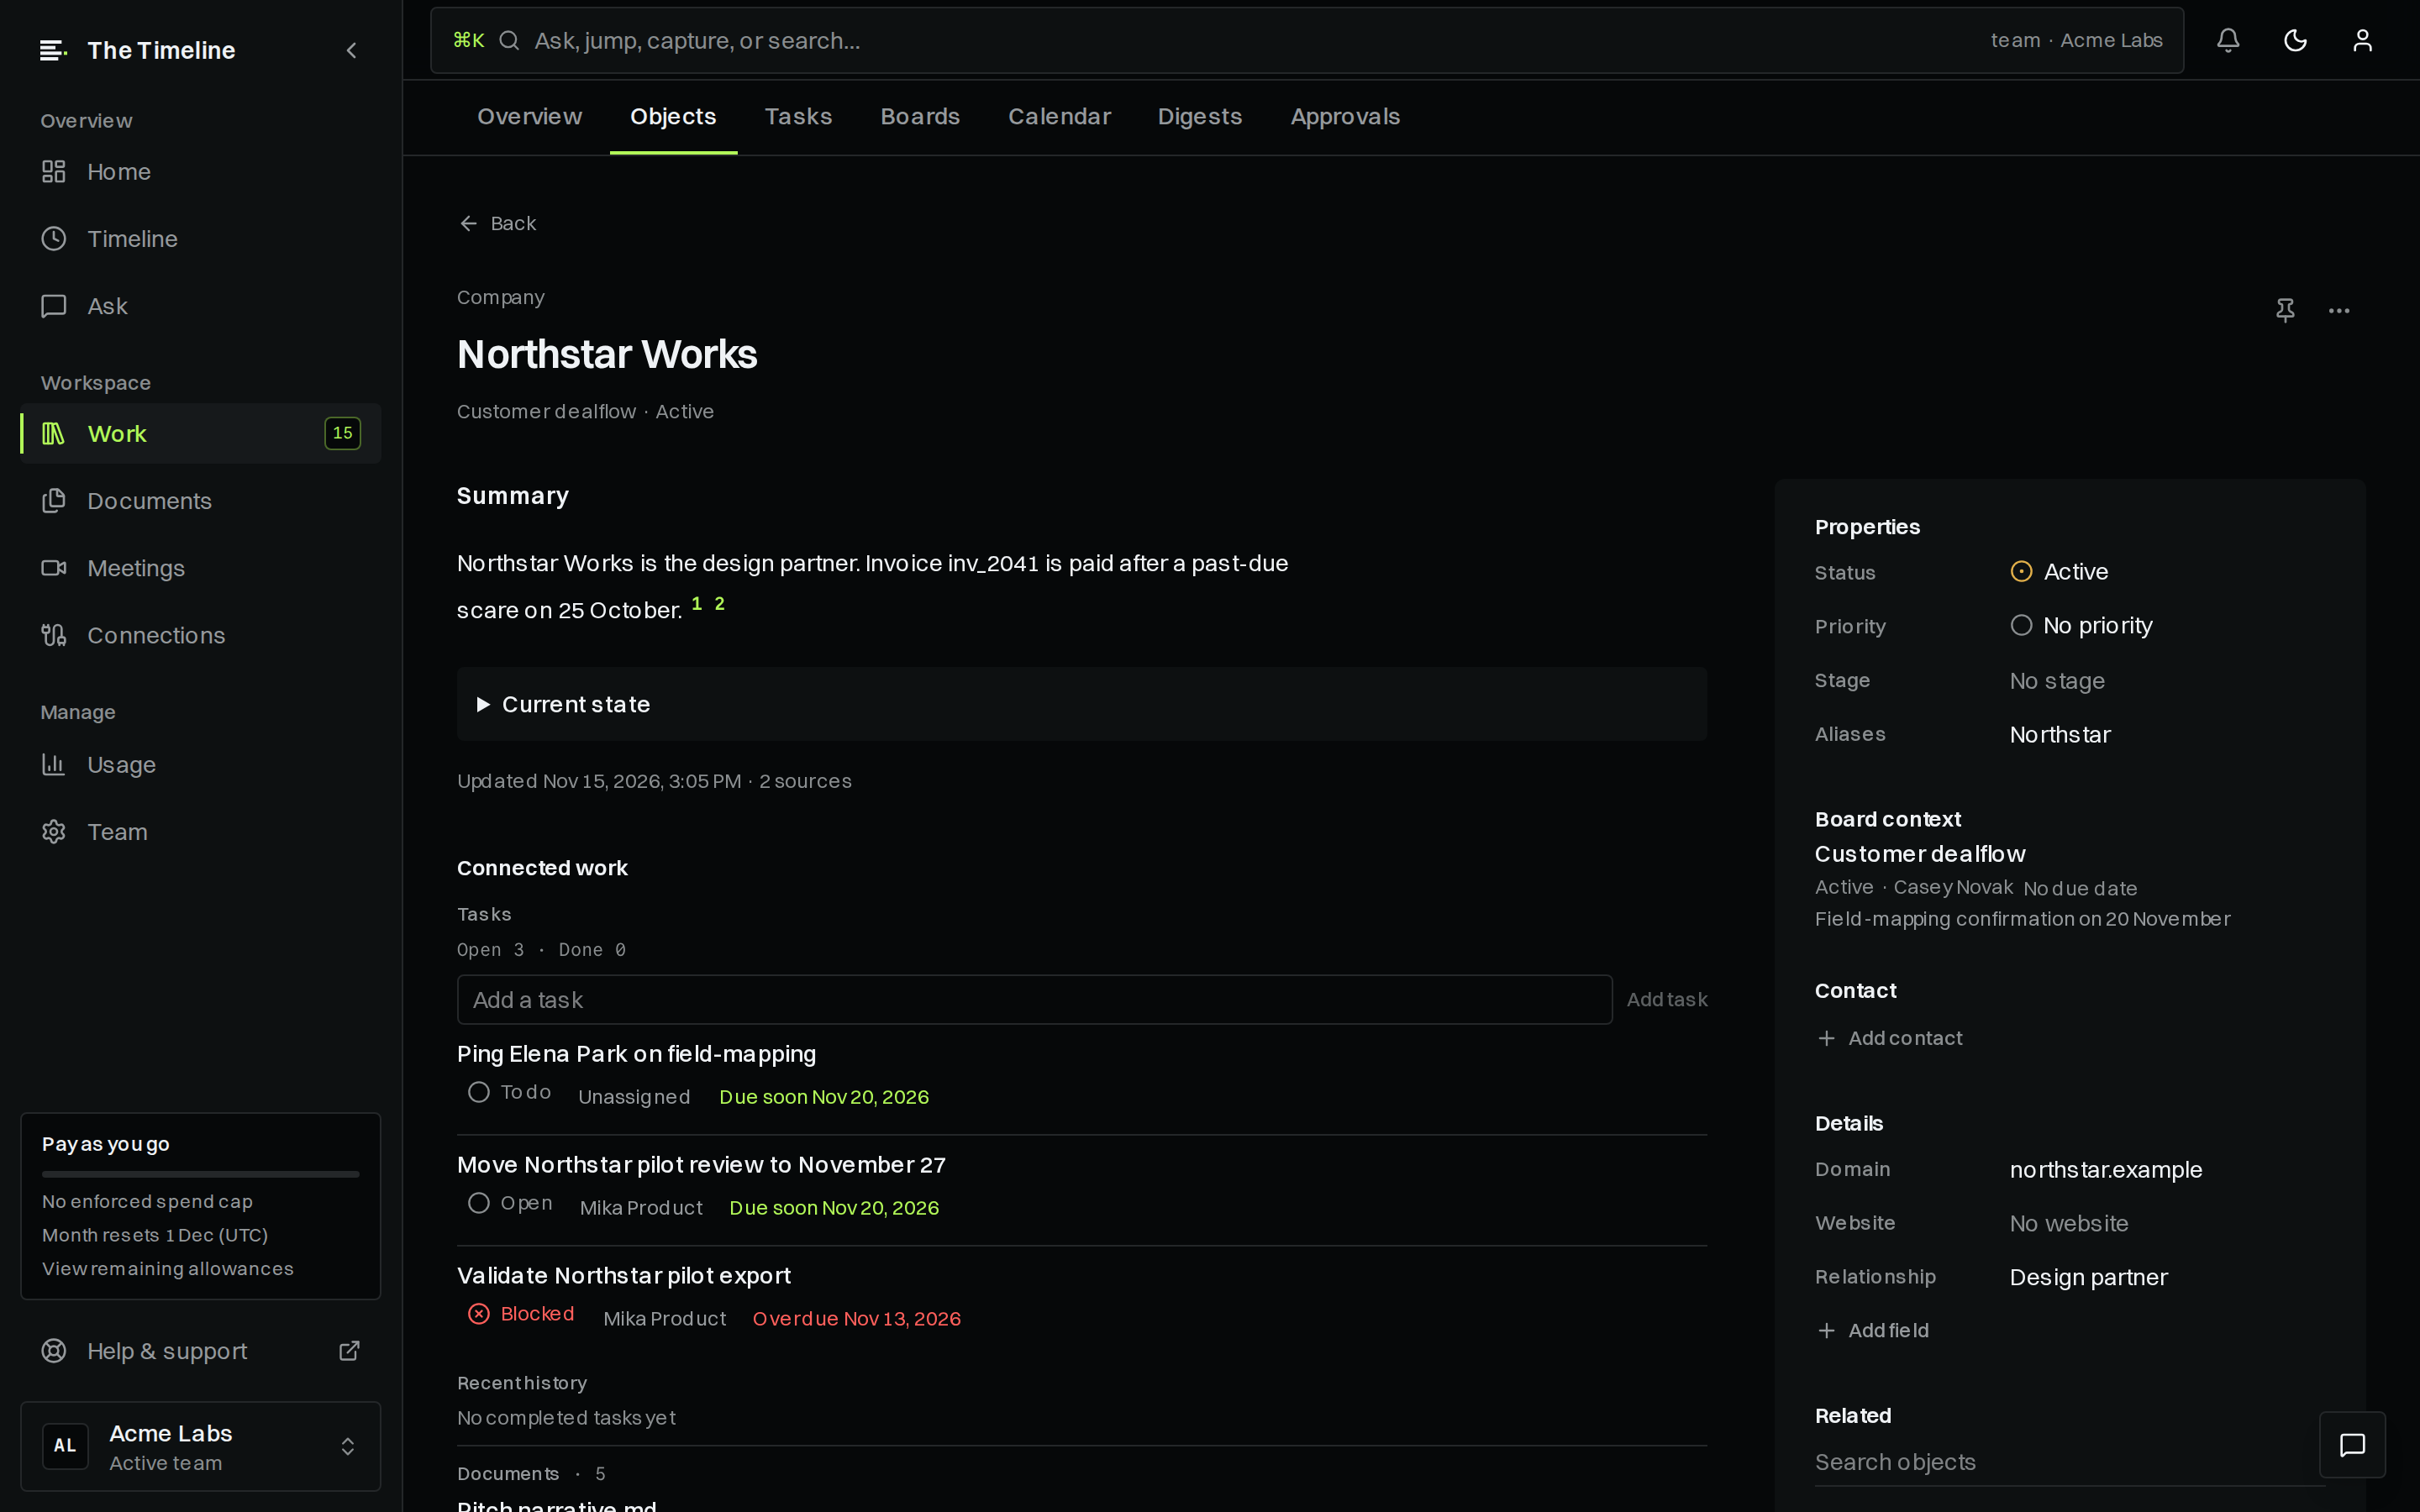 The Timeline
Overview
Home
Timeline
Ask
Workspace
Work 15
Documents
Meetings
Connections
Manage
Usage
Team
Pay as you go
No enforced spend cap
Month resets 1 Dec (UTC)
View remaining allowances
Help & support
AL Acme Labs
Active team
⌘K Ask, jump, capture, or search... team · Acme Labs
Overview Objects Tasks Boards Calendar Digests Approvals
Back
Company
Northstar Works
Customer dealflow · Active
Summary
Northstar Works is the design partner. Invoice inv_2041 is paid after a past-due
scare on 25 October. 1 2
Current state
Updated Nov 15, 2026, 3:05 PM · 2 sources
Connected work
Tasks
Open 3 · Done 0
Add a task Add task
Ping Elena Park on field-mapping
To do Unassigned Due soon Nov 20, 2026
Move Northstar pilot review to November 27
Open Mika Product Due soon Nov 20, 2026
Validate Northstar pilot export
Blocked Mika Product Overdue Nov 13, 2026
Recent history
No completed tasks yet
Documents · 5
Pitch narrative.md
Properties
Status Active
Priority No priority
Stage No stage
Aliases Northstar
Board context
Customer dealflow
Active · Casey Novak No due date
Field-mapping confirmation on 20 November
Contact
Add contact
Details
Domain northstar.example
Website No website
Relationship Design partner
Add field
Related
Search objects